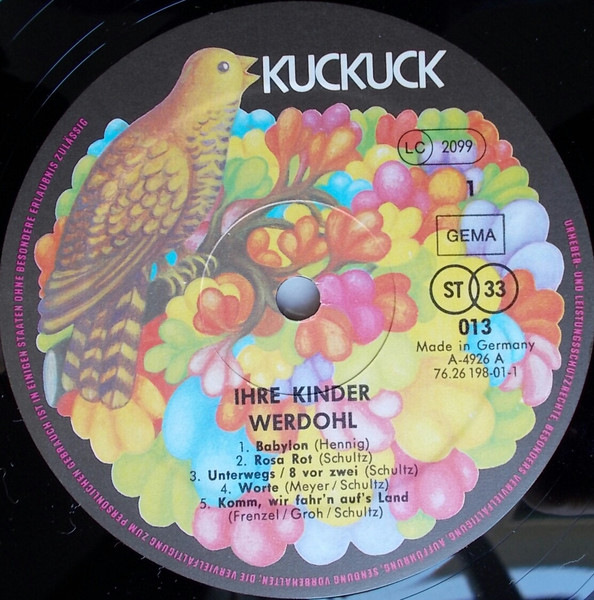 KUCKUCK
LC 2099
1
GEMA
ST 33
013
Made in Germany
A-4926 A
76.26 198-01-1
IHRE KINDER
WERDOHL
1. Babylon (Hennig)
2. Rosa Rot (Schultz)
3. Unterwegs / 8 vor zwei (Schultz)
4. Worte (Meyer/Schultz)
5. Komm, wir fahr'n auf's Land
(Frenzel/Groh/Schultz)
URHEBER- UND LEISTUNGSSCHUTZRECHTE, BESONDERS VERVIELFÄLTIGUNG, AUFFÜHRUNG, SENDUNG VORBEHALTEN. DIE VERVIELFÄLTIGUNG ZUM PERSÖNLICHEN GEBRAUCH IST IN EINIGEN STAATEN OHNE BESONDERE ERLAUBNIS ZULÄSSIG